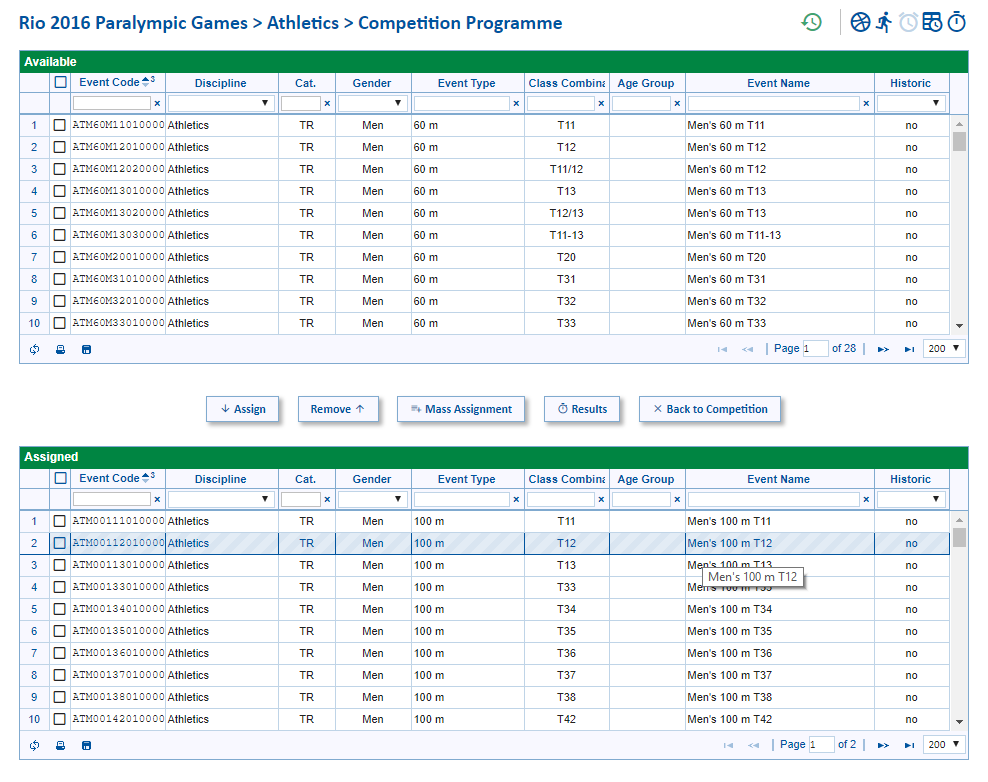 Rio 2016 Paralympic Games > Athletics > Competition Programme
Available
Event Code 3 Discipline Cat. Gender Event Type Class Combina Age Group Event Name Historic
× × × × × ×
1 ATM60M11010000 Athletics TR Men 60 m T11 Men's 60 m T11 no
2 ATM60M12010000 Athletics TR Men 60 m T12 Men's 60 m T12 no
3 ATM60M12020000 Athletics TR Men 60 m T11/12 Men's 60 m T12 no
4 ATM60M13010000 Athletics TR Men 60 m T13 Men's 60 m T13 no
5 ATM60M13020000 Athletics TR Men 60 m T12/13 Men's 60 m T13 no
6 ATM60M13030000 Athletics TR Men 60 m T11-13 Men's 60 m T11-13 no
7 ATM60M20010000 Athletics TR Men 60 m T20 Men's 60 m T20 no
8 ATM60M31010000 Athletics TR Men 60 m T31 Men's 60 m T31 no
9 ATM60M32010000 Athletics TR Men 60 m T32 Men's 60 m T32 no
10 ATM60M33010000 Athletics TR Men 60 m T33 Men's 60 m T33 no
Page 1 of 28 200
Assign Remove Mass Assignment Results Back to Competition
Assigned
Event Code 3 Discipline Cat. Gender Event Type Class Combina Age Group Event Name Historic
× × × × × ×
1 ATM00111010000 Athletics TR Men 100 m T11 Men's 100 m T11 no
2 ATM00112010000 Athletics TR Men 100 m T12 Men's 100 m T12 no
3 ATM00113010000 Athletics TR Men 100 m T13 Men's 100 m T13 no
Men's 100 m T12
4 ATM00133010000 Athletics TR Men 100 m T33 Men's 100 m T33 no
5 ATM00134010000 Athletics TR Men 100 m T34 Men's 100 m T34 no
6 ATM00135010000 Athletics TR Men 100 m T35 Men's 100 m T35 no
7 ATM00136010000 Athletics TR Men 100 m T36 Men's 100 m T36 no
8 ATM00137010000 Athletics TR Men 100 m T37 Men's 100 m T37 no
9 ATM00138010000 Athletics TR Men 100 m T38 Men's 100 m T38 no
10 ATM00142010000 Athletics TR Men 100 m T42 Men's 100 m T42 no
Page 1 of 2 200